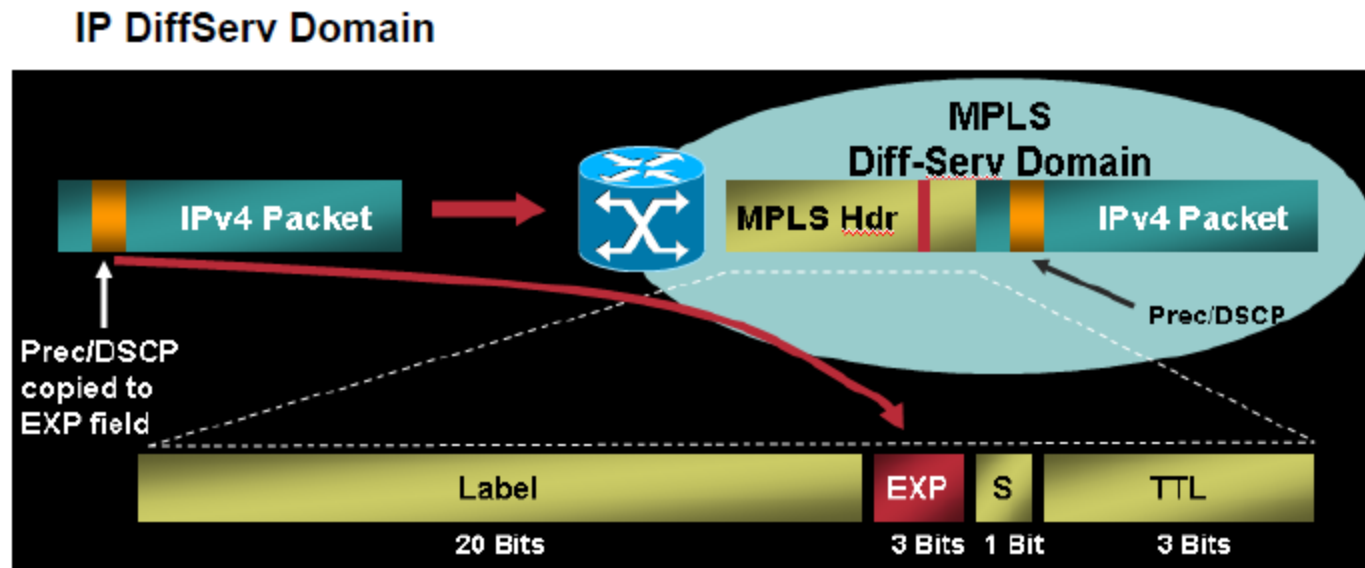 IP DiffServ Domain
MPLS
Diff-Serv Domain
IPv4 Packet
MPLS Hdr
IPv4 Packet
Prec/DSCP
Prec/DSCP
copied to
EXP field
Label
EXP
S
TTL
20 Bits
3 Bits
1 Bit
3 Bits